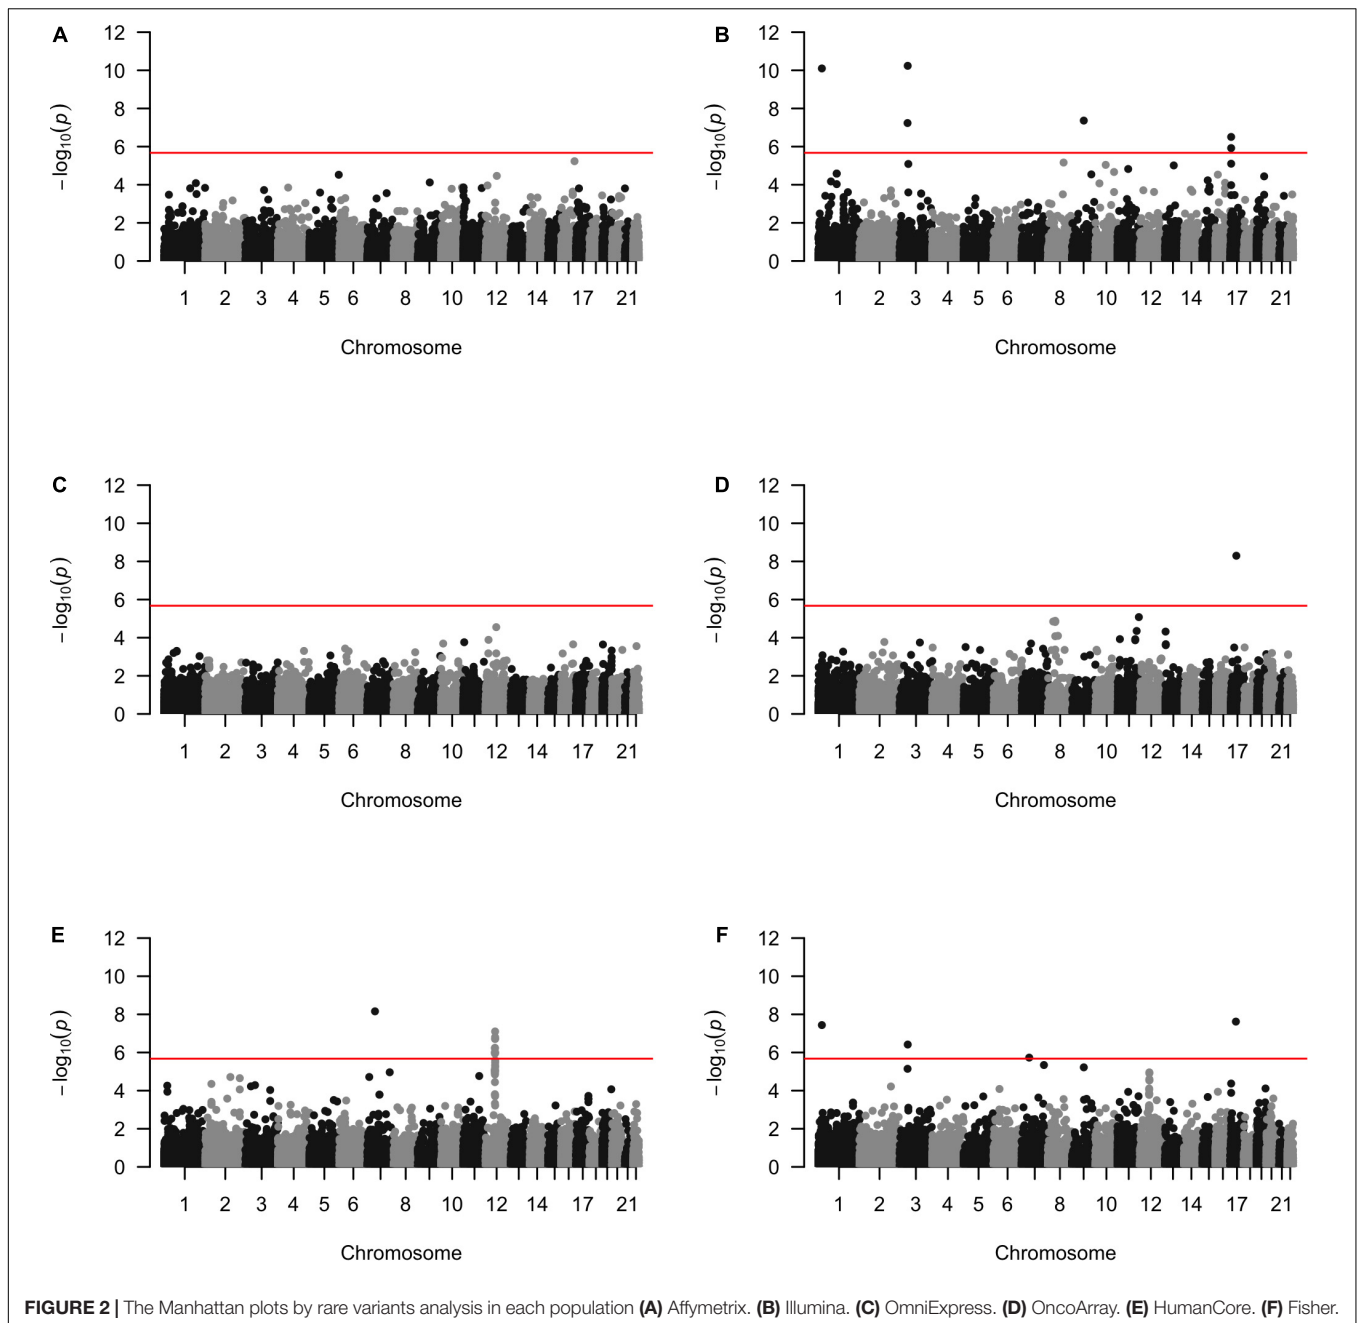 A
12
10
8
6
4
2
0
−log10(p)
1 2 3 4 5 6 8 10 12 14 17 21
Chromosome
B
12
10
8
6
4
2
0
−log10(p)
1 2 3 4 5 6 8 10 12 14 17 21
Chromosome
C
12
10
8
6
4
2
0
−log10(p)
1 2 3 4 5 6 8 10 12 14 17 21
Chromosome
D
12
10
8
6
4
2
0
−log10(p)
1 2 3 4 5 6 8 10 12 14 17 21
Chromosome
E
12
10
8
6
4
2
0
−log10(p)
1 2 3 4 5 6 8 10 12 14 17 21
Chromosome
F
12
10
8
6
4
2
0
−log10(p)
1 2 3 4 5 6 8 10 12 14 17 21
Chromosome
FIGURE 2 | The Manhattan plots by rare variants analysis in each population (A) Affymetrix. (B) Illumina. (C) OmniExpress. (D) OncoArray. (E) HumanCore. (F) Fisher.